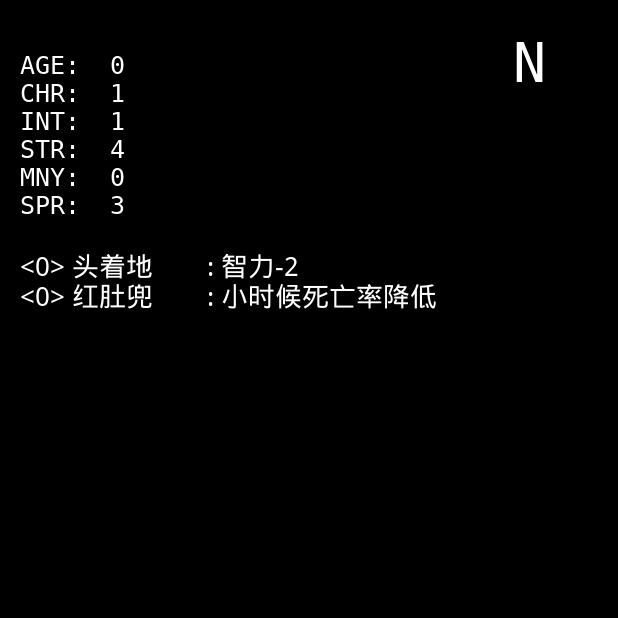 N
AGE: 0
CHR: 1
INT: 1
STR: 4
MNY: 0
SPR: 3
<O> 头着地 : 智力-2
<O> 红肚兜 : 小时候死亡率降低